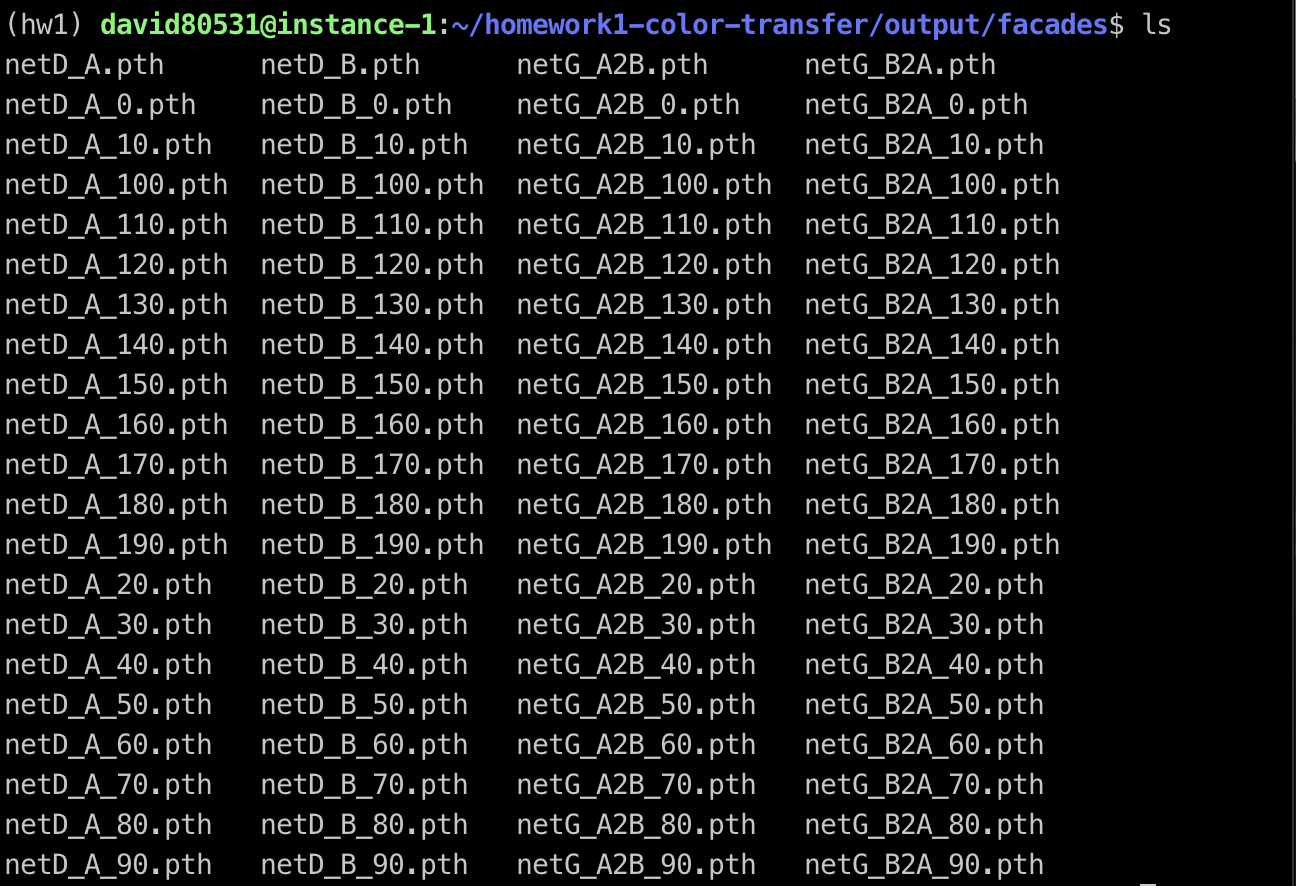 (hw1) david80531@instance-1:~/homework1-color-transfer/output/facades$ ls
netD_A.pth netD_B.pth netG_A2B.pth netG_B2A.pth
netD_A_0.pth netD_B_0.pth netG_A2B_0.pth netG_B2A_0.pth
netD_A_10.pth netD_B_10.pth netG_A2B_10.pth netG_B2A_10.pth
netD_A_100.pth netD_B_100.pth netG_A2B_100.pth netG_B2A_100.pth
netD_A_110.pth netD_B_110.pth netG_A2B_110.pth netG_B2A_110.pth
netD_A_120.pth netD_B_120.pth netG_A2B_120.pth netG_B2A_120.pth
netD_A_130.pth netD_B_130.pth netG_A2B_130.pth netG_B2A_130.pth
netD_A_140.pth netD_B_140.pth netG_A2B_140.pth netG_B2A_140.pth
netD_A_150.pth netD_B_150.pth netG_A2B_150.pth netG_B2A_150.pth
netD_A_160.pth netD_B_160.pth netG_A2B_160.pth netG_B2A_160.pth
netD_A_170.pth netD_B_170.pth netG_A2B_170.pth netG_B2A_170.pth
netD_A_180.pth netD_B_180.pth netG_A2B_180.pth netG_B2A_180.pth
netD_A_190.pth netD_B_190.pth netG_A2B_190.pth netG_B2A_190.pth
netD_A_20.pth netD_B_20.pth netG_A2B_20.pth netG_B2A_20.pth
netD_A_30.pth netD_B_30.pth netG_A2B_30.pth netG_B2A_30.pth
netD_A_40.pth netD_B_40.pth netG_A2B_40.pth netG_B2A_40.pth
netD_A_50.pth netD_B_50.pth netG_A2B_50.pth netG_B2A_50.pth
netD_A_60.pth netD_B_60.pth netG_A2B_60.pth netG_B2A_60.pth
netD_A_70.pth netD_B_70.pth netG_A2B_70.pth netG_B2A_70.pth
netD_A_80.pth netD_B_80.pth netG_A2B_80.pth netG_B2A_80.pth
netD_A_90.pth netD_B_90.pth netG_A2B_90.pth netG_B2A_90.pth